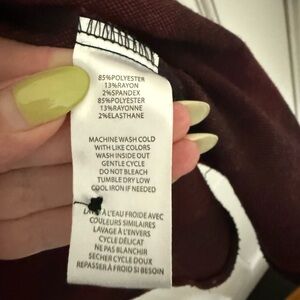 85%POLYESTER
13%RAYON
2%SPANDEX
85%POLYESTER
13%RAYONNE
2%ELASTHANE
MACHINE WASH COLD
WITH LIKE COLORS
WASH INSIDE OUT
GENTLE CYCLE
DO NOT BLEACH
TUMBLE DRY LOW
COOL IRON IF NEEDED
À L'EAU FROIDE AVEC
COULEURS SIMILAIRES
LAVAGE À L'ENVERS
CYCLE DÉLICAT
NE PAS BLANCHIR
SÉCHER CYCLE DOUX
REPASSER À FROID SI BESOIN